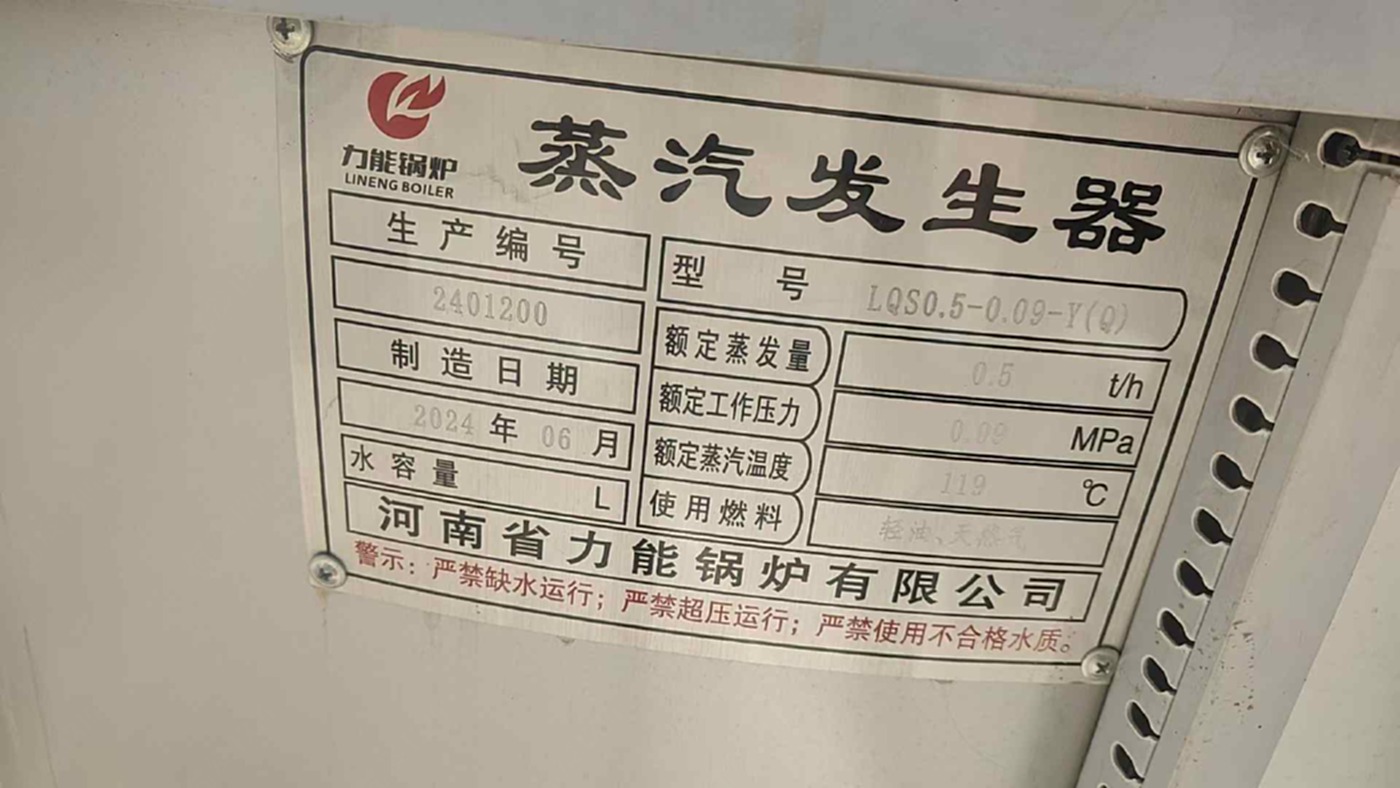 力能锅炉
LINENG BOILER
蒸汽发生器
生产编号
2401200
制造日期
2024年06月
水容量 L
型号 LQS0.5-0.09-Y(Q)
额定蒸发量 0.5 t/h
额定工作压力 0.09 MPa
额定蒸汽温度 119 ℃
使用燃料 轻油、天然气
河南省力能锅炉有限公司
警示：严禁缺水运行；严禁超压运行；严禁使用不合格水质。